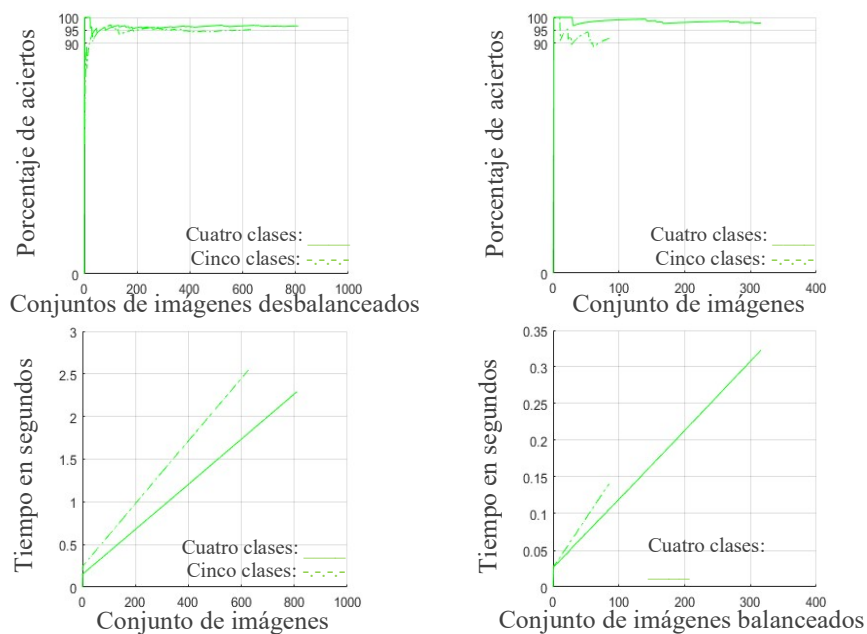 100
95
90
0
Porcentaje de aciertos
Cuatro clases:
Cinco clases:
0 200 400 600 800 1000
Conjuntos de imágenes desbalanceados
100
95
90
0
Porcentaje de aciertos
Cuatro clases:
Cinco clases:
0 100 200 300 400
Conjunto de imágenes
3
2.5
2
1.5
1
0.5
0
Tiempo en segundos
Cuatro clases:
Cinco clases:
0 200 400 600 800 1000
Conjunto de imágenes
0.35
0.3
0.25
0.2
0.15
0.1
0.05
0
Tiempo en segundos
Cuatro clases:
0 100 200 300 400
Conjunto de imágenes balanceados